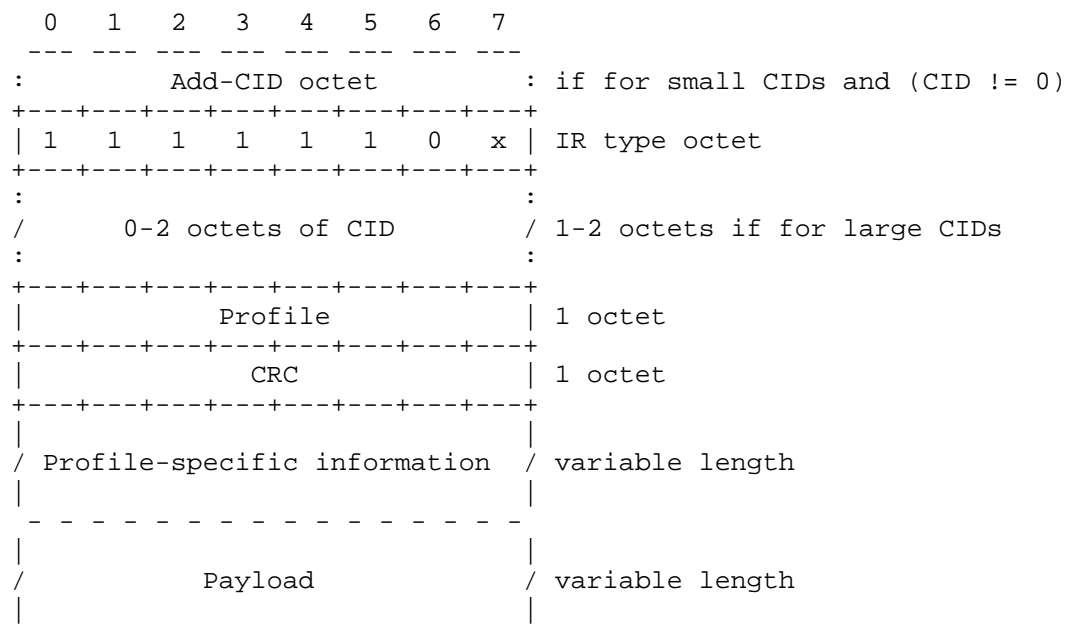 0   1   2   3   4   5   6   7
 --- --- --- --- --- --- --- ---
:         Add-CID octet         : if for small CIDs and (CID != 0)
+---+---+---+---+---+---+---+---+
| 1   1   1   1   1   1   0   x | IR type octet
+---+---+---+---+---+---+---+---+
:                               :
/      0-2 octets of CID        / 1-2 octets if for large CIDs
:                               :
+---+---+---+---+---+---+---+---+
|            Profile            | 1 octet
+---+---+---+---+---+---+---+---+
|              CRC              | 1 octet
+---+---+---+---+---+---+---+---+
|                               |
/ Profile-specific information  / variable length
|                               |
 - - - - - - - - - - - - - - - -
|                               |
/           Payload             / variable length
|                               |